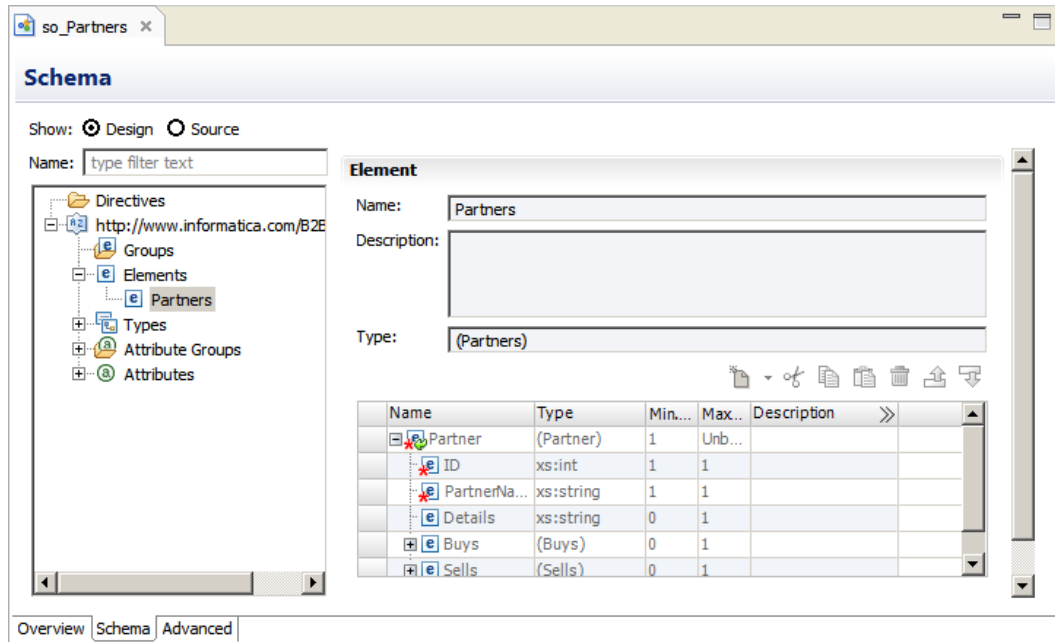 so_Partners
Schema
Show: Design Source
Name: type filter text
Directives
http://www.informatica.com/B2B
Groups
Elements
Partners
Types
Attribute Groups
Attributes
Element
Name: Partners
Description:
Type: (Partners)
Name Type Min.... Max... Description
Partner (Partner) 1 Unb...
ID xs:int 1 1
PartnerNa... xs:string 1 1
Details xs:string 0 1
Buys (Buys) 0 1
Sells (Sells) 0 1
Overview Schema Advanced